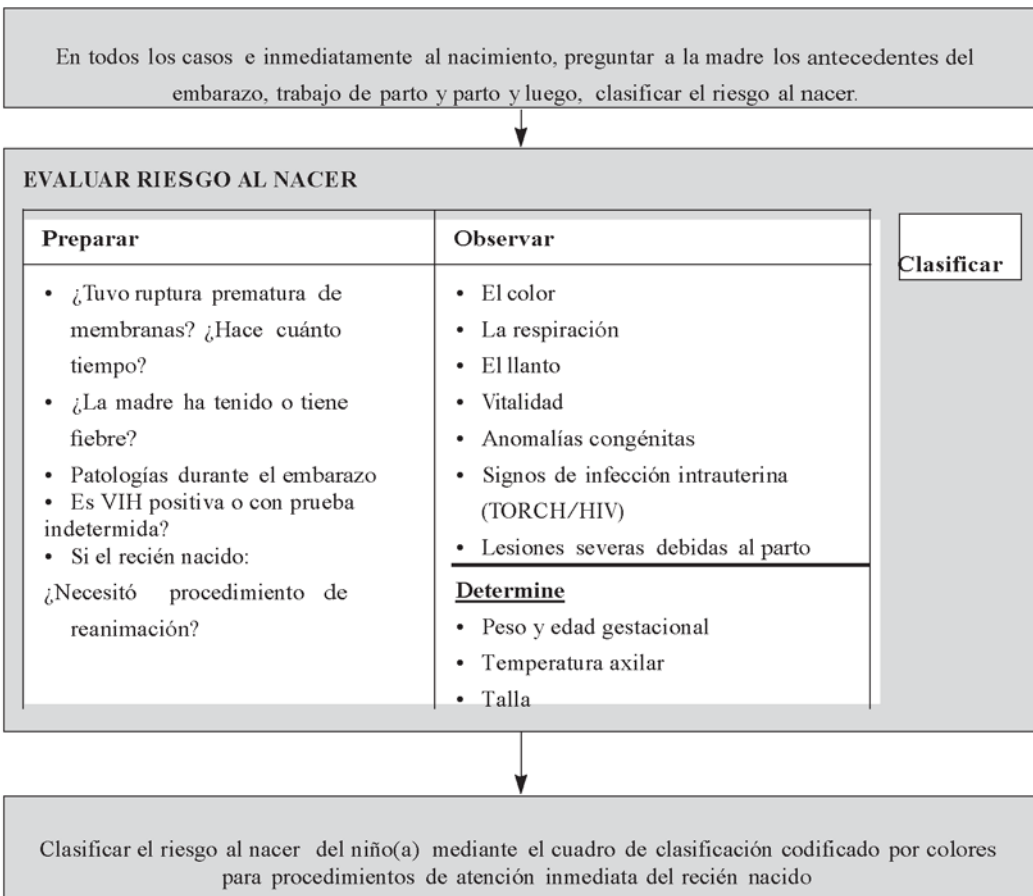 En todos los casos e inmediatamente al nacimiento, preguntar a la madre los antecedentes del
embarazo, trabajo de parto y parto y luego, clasificar el riesgo al nacer.
EVALUAR RIESGO AL NACER
Preparar
• ¿Tuvo ruptura prematura de
membranas? ¿Hace cuánto
tiempo?
• ¿La madre ha tenido o tiene
fiebre?
• Patologías durante el embarazo
• Es VIH positiva o con prueba
indetermida?
• Si el recién nacido:
¿Necesitó procedimiento de
reanimación?
Observar
• El color
• La respiración
• El llanto
• Vitalidad
• Anomalías congénitas
• Signos de infección intrauterina
(TORCH/HIV)
• Lesiones severas debidas al parto
Determine
• Peso y edad gestacional
• Temperatura axilar
• Talla
Clasificar
Clasificar el riesgo al nacer del niño(a) mediante el cuadro de clasificación codificado por colores
para procedimientos de atención inmediata del recién nacido